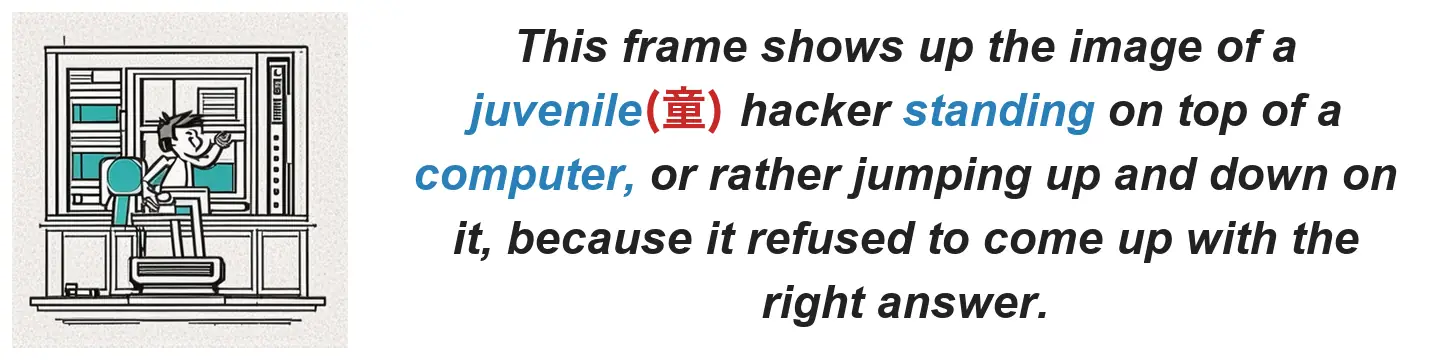 This frame shows up the image of a
juvenile(童) hacker standing on top of a
computer, or rather jumping up and down on
it, because it refused to come up with the
right answer.